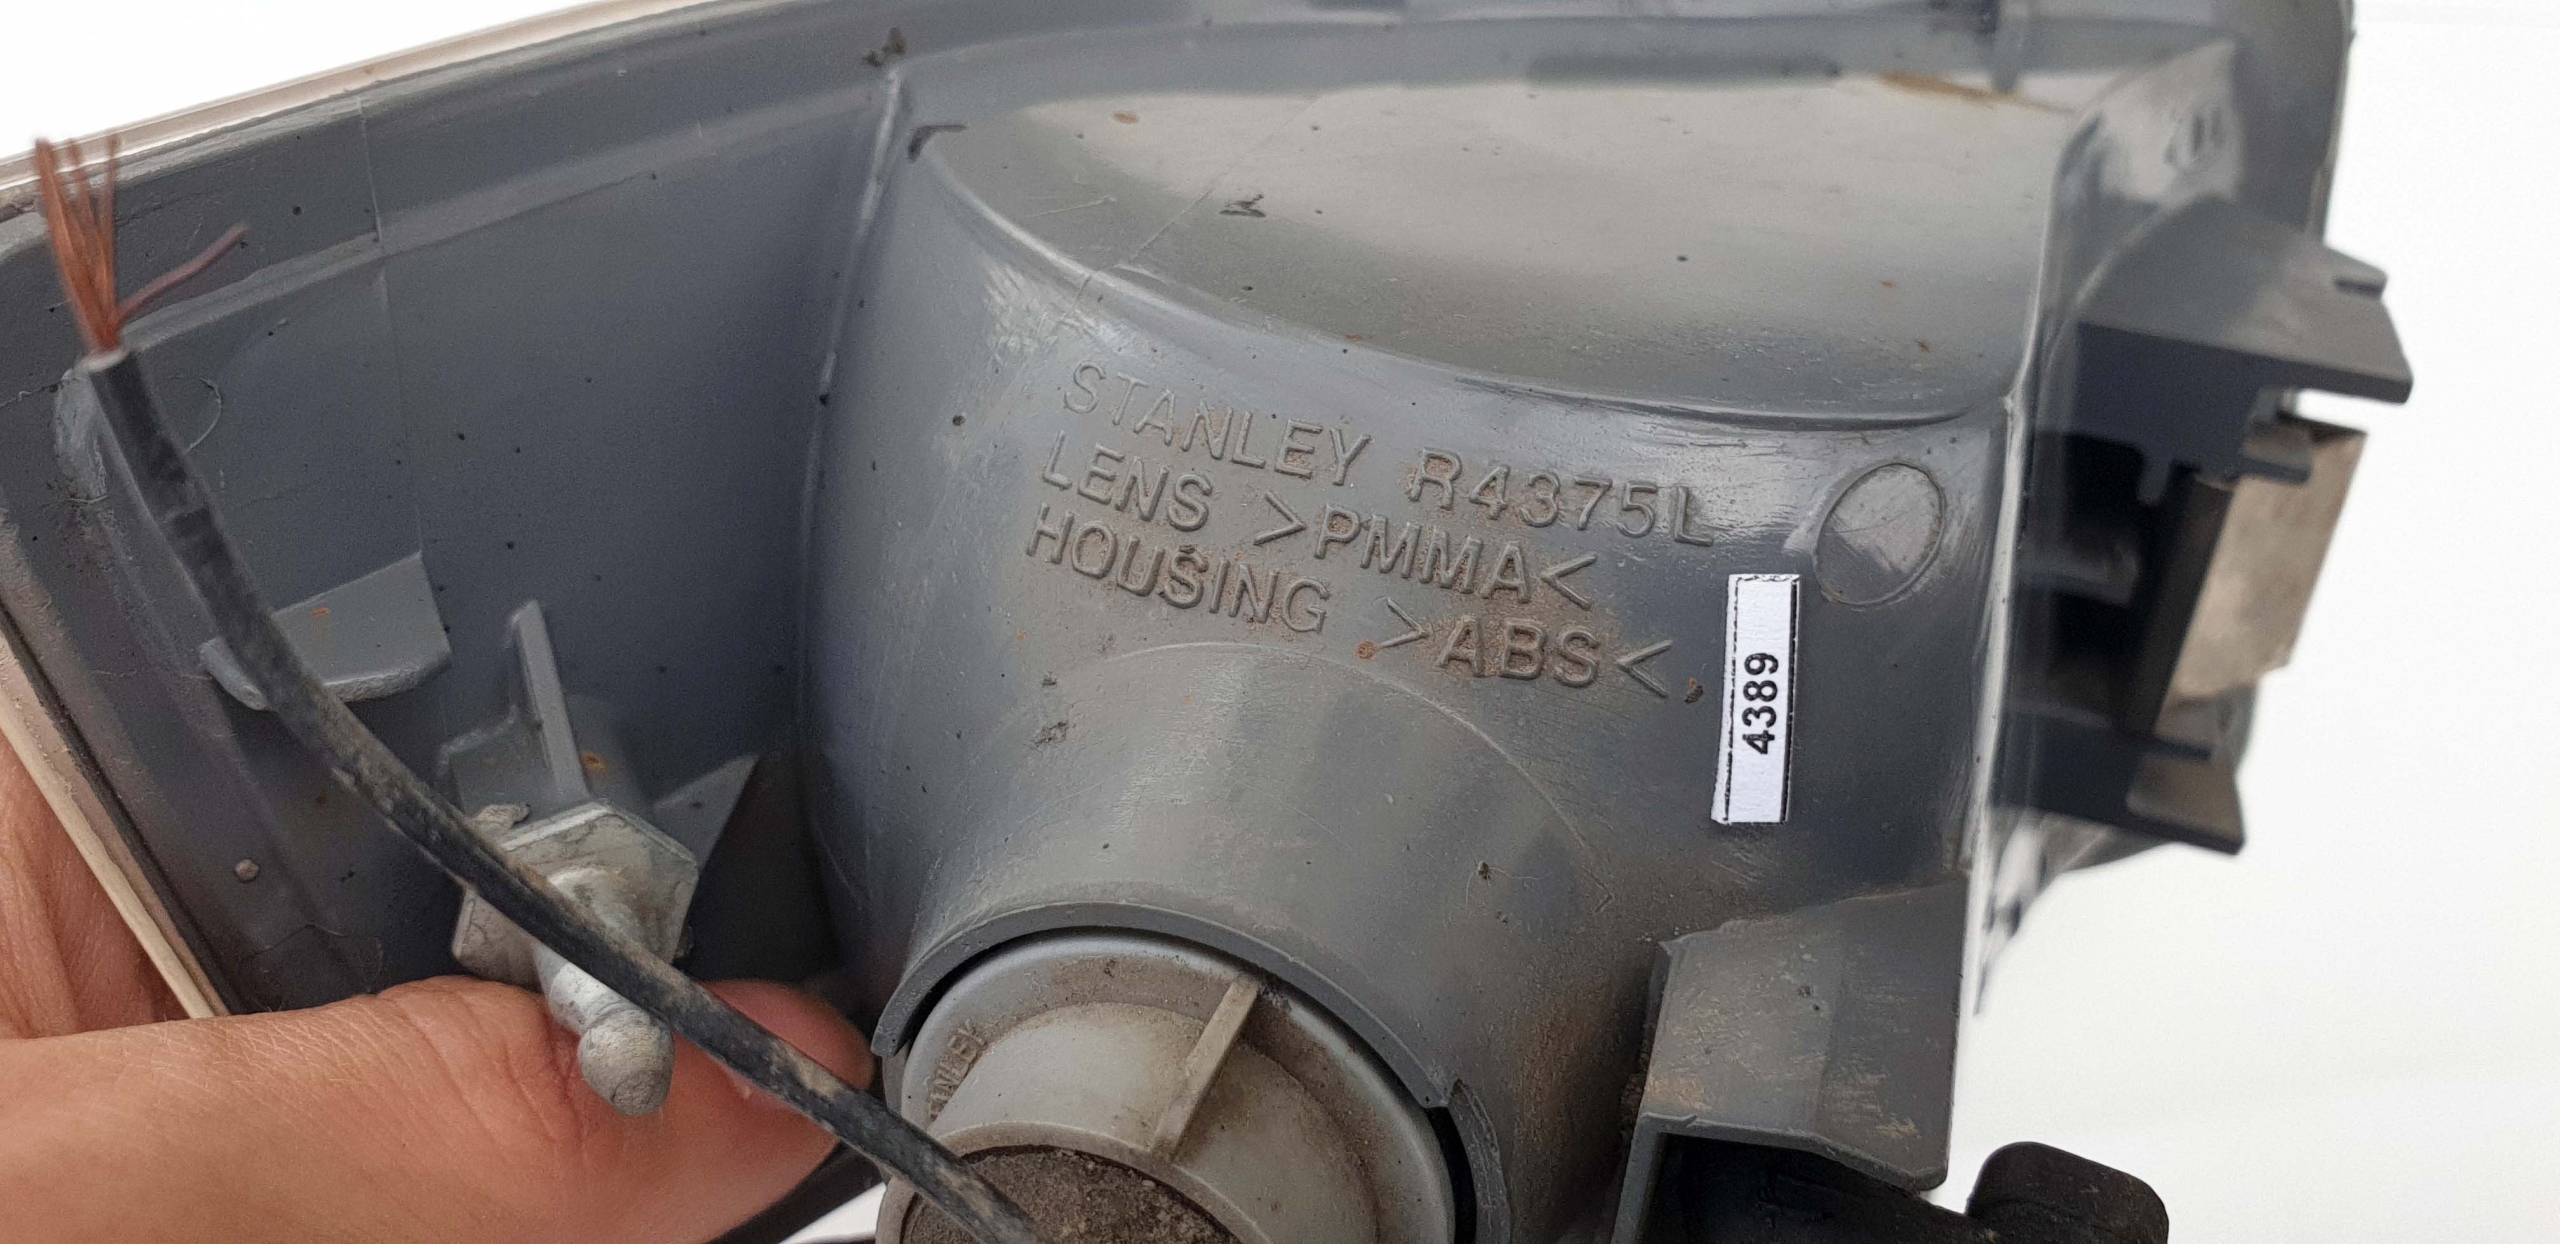 STANLEY R4375L
LENS >PMMA<
HOUSING >ABS<
4389